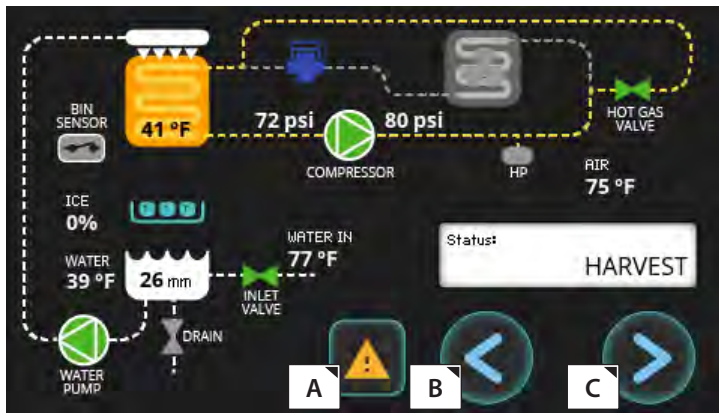 BIN
SENSOR
41 °F
72 psi
80 psi
COMPRESSOR
HP
HOT GAS
VALVE
AIR
75 °F
ICE
0%
WATER
39 °F
26 mm
WATER IN
77 °F
INLET
VALVE
DRAIN
WATER
PUMP
Status:
HARVEST
A
B
C